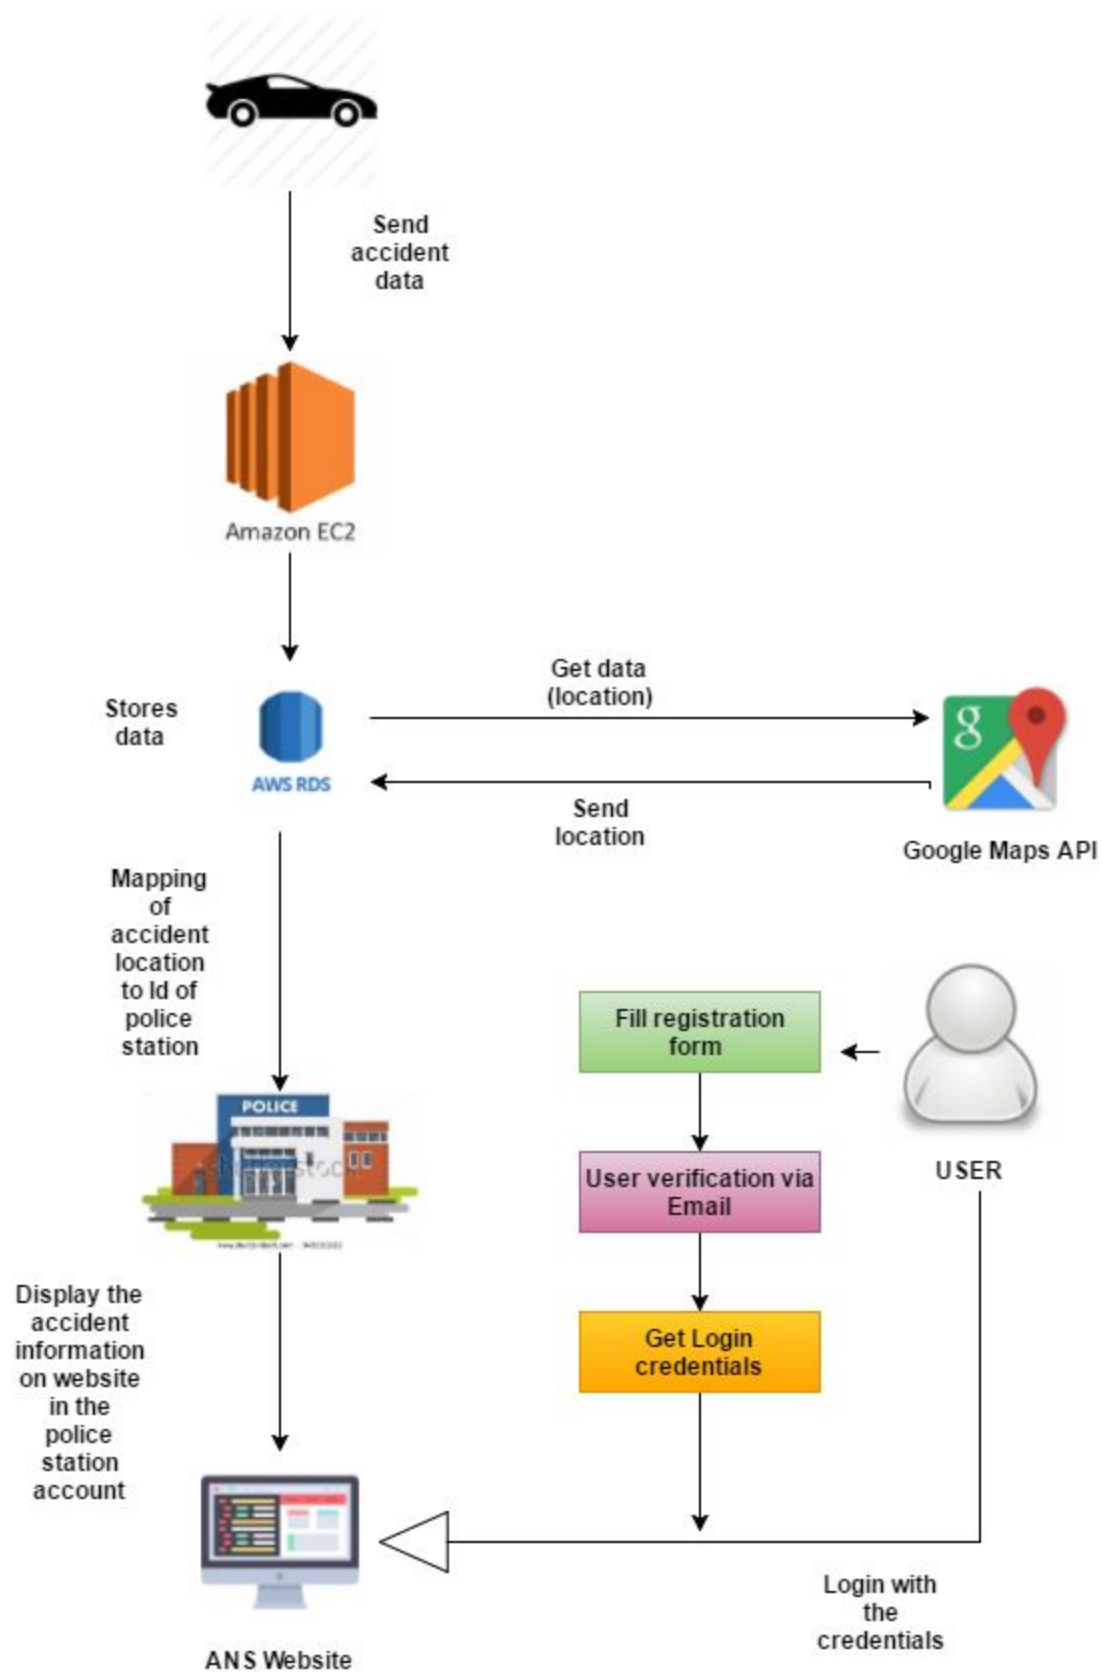 Send
accident
data
Amazon EC2
Get data
(location)
Stores
data
g
AWS RDS
Send
location
Google Maps API
Mapping
of
accident
location
to Id of
police
station
Fill registration
form
POLICE
User verification via
Email
USER
Display the
accident
information
on website
in the
police
station
account
Get Login
credentials
Login with
the
credentials
ANS Website